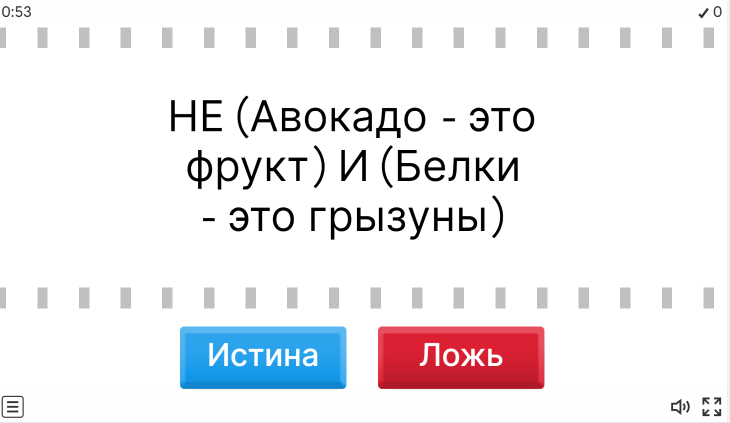 0:53
✓ 0
НЕ (Авокадо - это
фрукт) И (Белки
- это грызуны)
Истина
Ложь